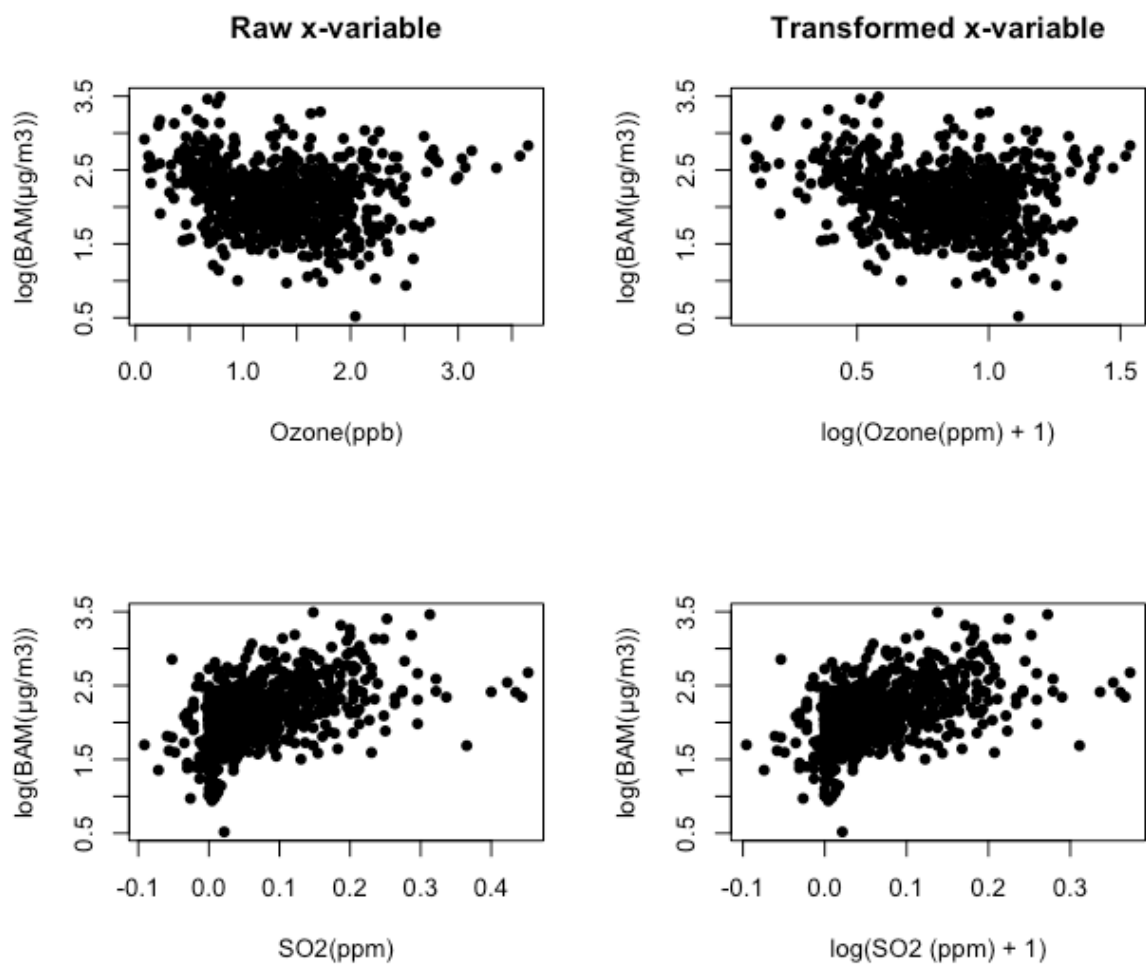 Raw x-variable
Transformed x-variable
log(BAM(µg/m3))
3.5
2.5
1.5
0.5
0.0 1.0 2.0 3.0
Ozone(ppb)
log(BAM(µg/m3))
3.5
2.5
1.5
0.5
0.5 1.0 1.5
log(Ozone(ppm) + 1)
log(BAM(µg/m3))
3.5
2.5
1.5
0.5
-0.1 0.0 0.1 0.2 0.3 0.4
SO2(ppm)
log(BAM(µg/m3))
3.5
2.5
1.5
0.5
-0.1 0.0 0.1 0.2 0.3
log(SO2 (ppm) + 1)